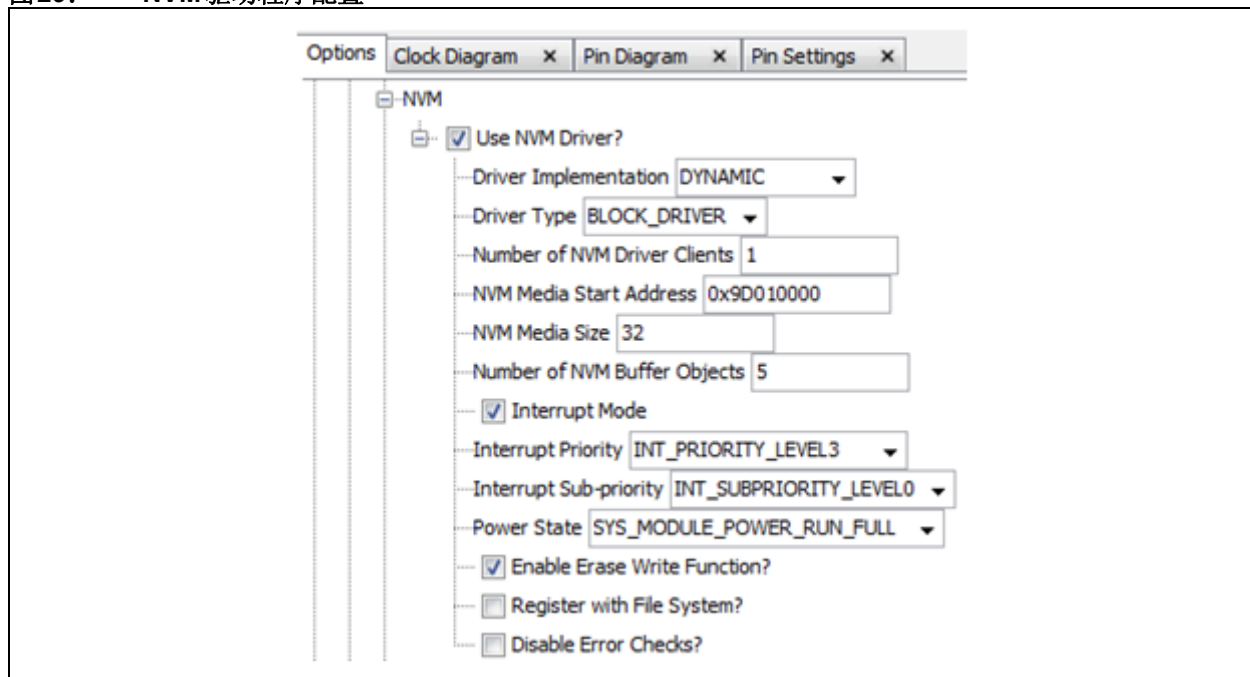 Options Clock Diagram × Pin Diagram × Pin Settings ×
NVM
Use NVM Driver?
Driver Implementation DYNAMIC
Driver Type BLOCK_DRIVER
Number of NVM Driver Clients 1
NVM Media Start Address 0x9D010000
NVM Media Size 32
Number of NVM Buffer Objects 5
Interrupt Mode
Interrupt Priority INT_PRIORITY_LEVEL3
Interrupt Sub-priority INT_SUBPRIORITY_LEVEL0
Power State SYS_MODULE_POWER_RUN_FULL
Enable Erase Write Function?
Register with File System?
Disable Error Checks?